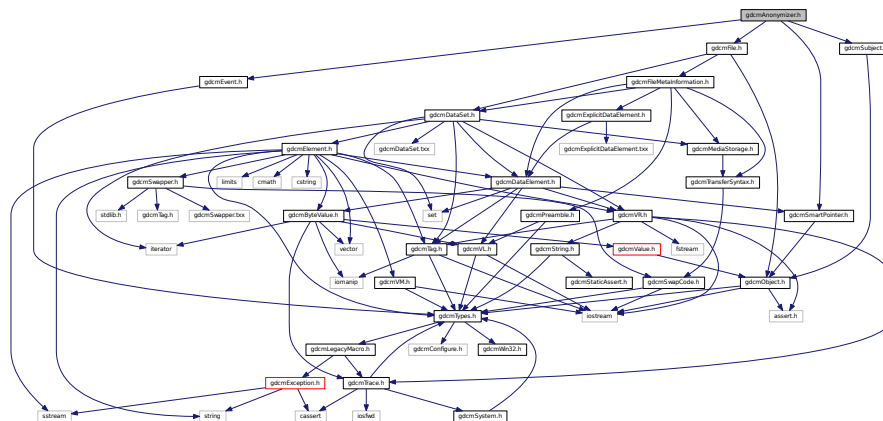 gdcmAnonymizer.h
gdcmFile.h
gdcmSubject.
gdcmEvent.h
gdcmFileMetaInformation.h
gdcmDataSet.h
gdcmExplicitDataElement.h
gdcmElement.h
gdcmDataSet.txx
gdcmExplicitDataElement.txx
gdcmMediaStorage.h
gdcmSwapper.h
limits
cmath
cstring
gdcmDataElement.h
gdcmTransferSyntax.h
stdlib.h
gdcmTag.h
gdcmSwapper.txx
gdcmByteValue.h
set
gdcmPreamble.h
gdcmVR.h
gdcmSmartPointer.h
iterator
vector
gdcmTag.h
gdcmVL.h
gdcmString.h
gdcmValue.h
fstream
iomanip
gdcmVM.h
gdcmStaticAssert.h
gdcmSwapCode.h
gdcmObject.h
gdcmTypes.h
iostream
assert.h
gdcmLegacyMacro.h
gdcmConfigure.h
gdcmWin32.h
gdcmException.h
gdcmTrace.h
sstream
string
cassert
iosfwd
gdcmSystem.h